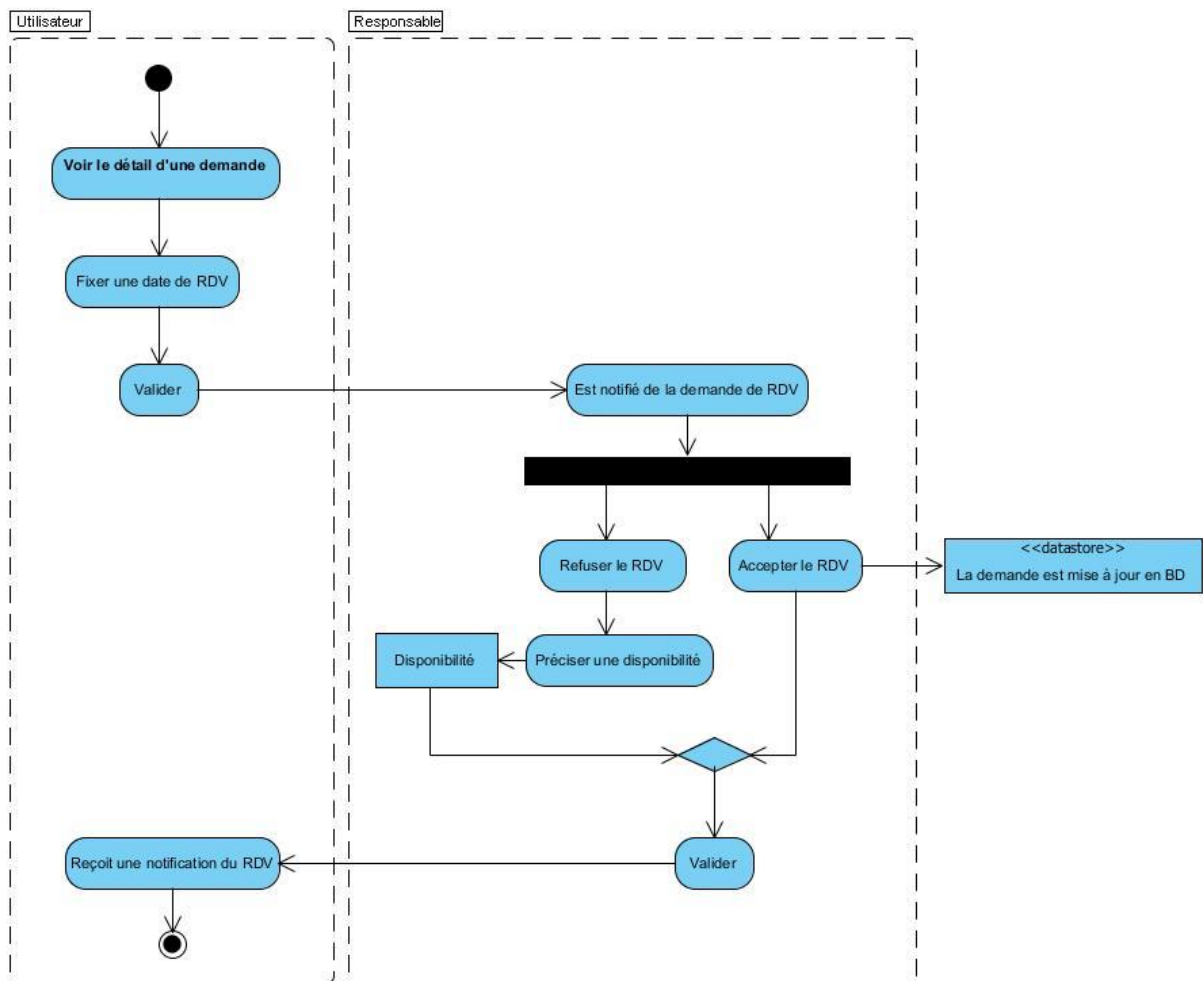 Utilisateur
Responsable
Voir le détail d'une demande
Fixer une date de RDV
Valider
Est notifié de la demande de RDV
Refuser le RDV
Accepter le RDV
<<datastore>>
La demande est mise à jour en BD
Disponibilité
Préciser une disponibilité
Reçoit une notification du RDV
Valider